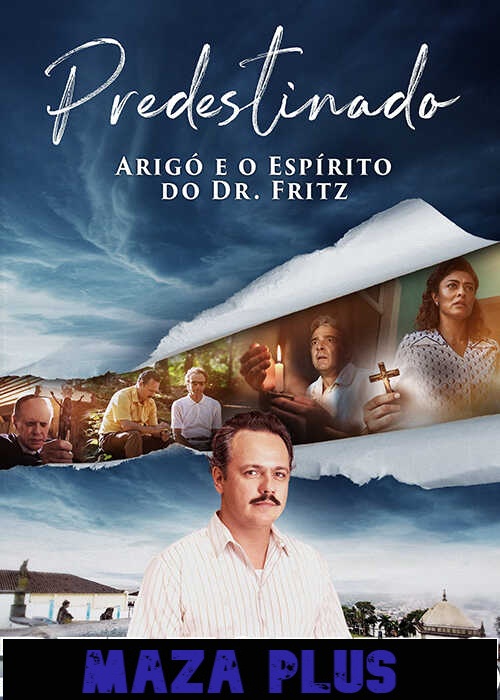 Predestinado
ARIGÓ E O ESPÍRITO
DO DR. FRITZ
MAZA PLUS